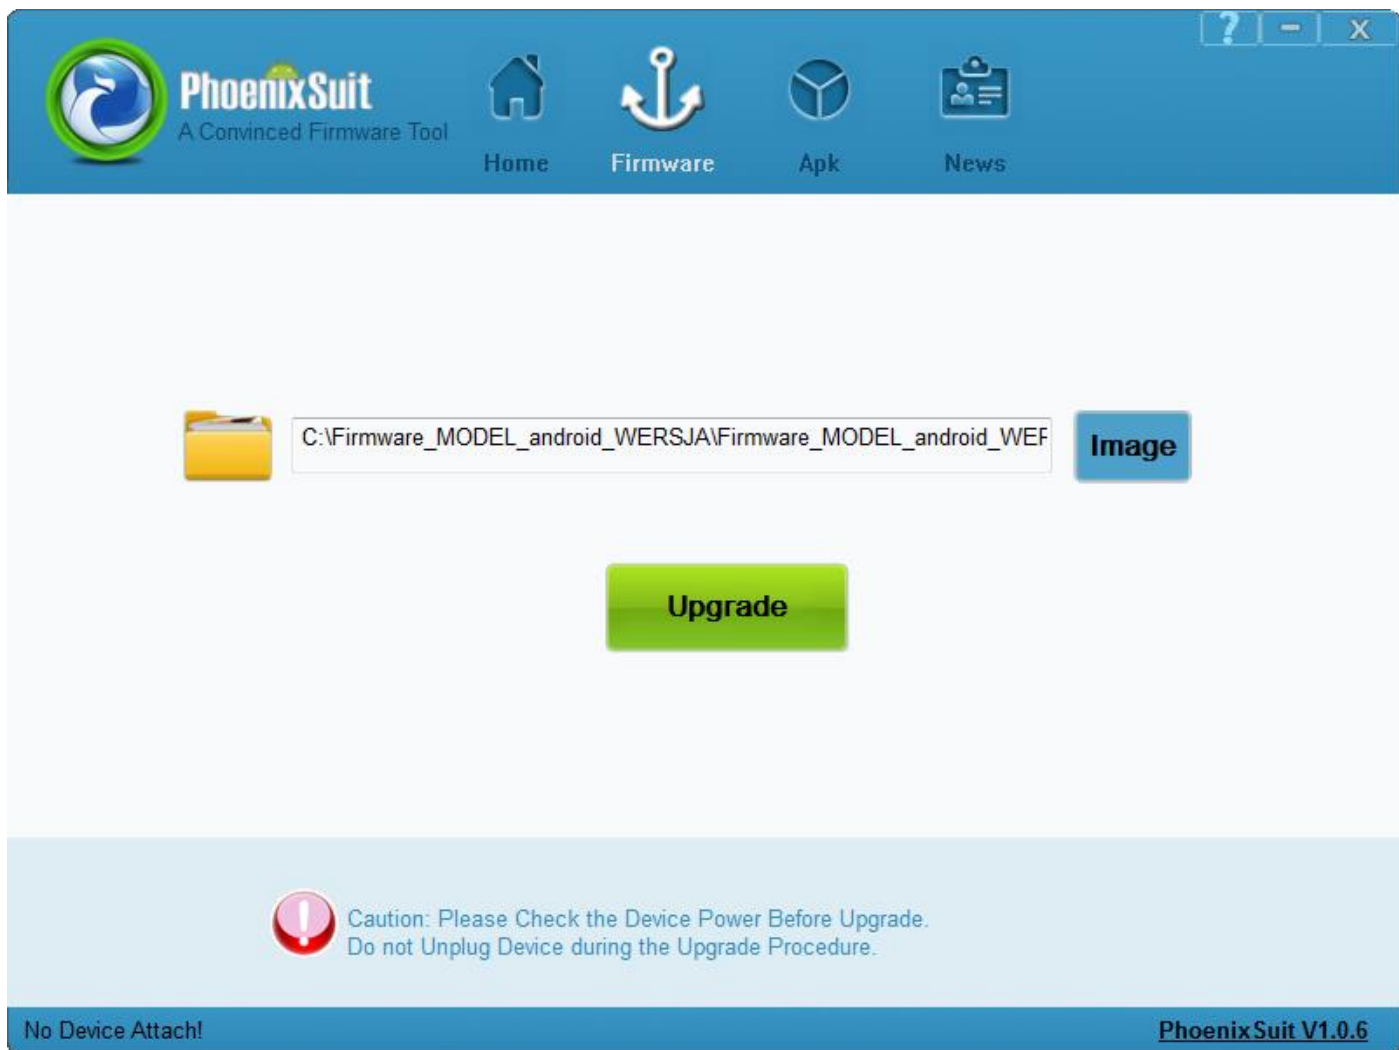 ? - x
PhoenixSuit
A Convinced Firmware Tool
Home Firmware Apk News
C:\Firmware_MODEL_android_WERSJA\Firmware_MODEL_android_WER
Image
Upgrade
Caution: Please Check the Device Power Before Upgrade.
Do not Unplug Device during the Upgrade Procedure.
No Device Attach!
PhoenixSuit V1.0.6